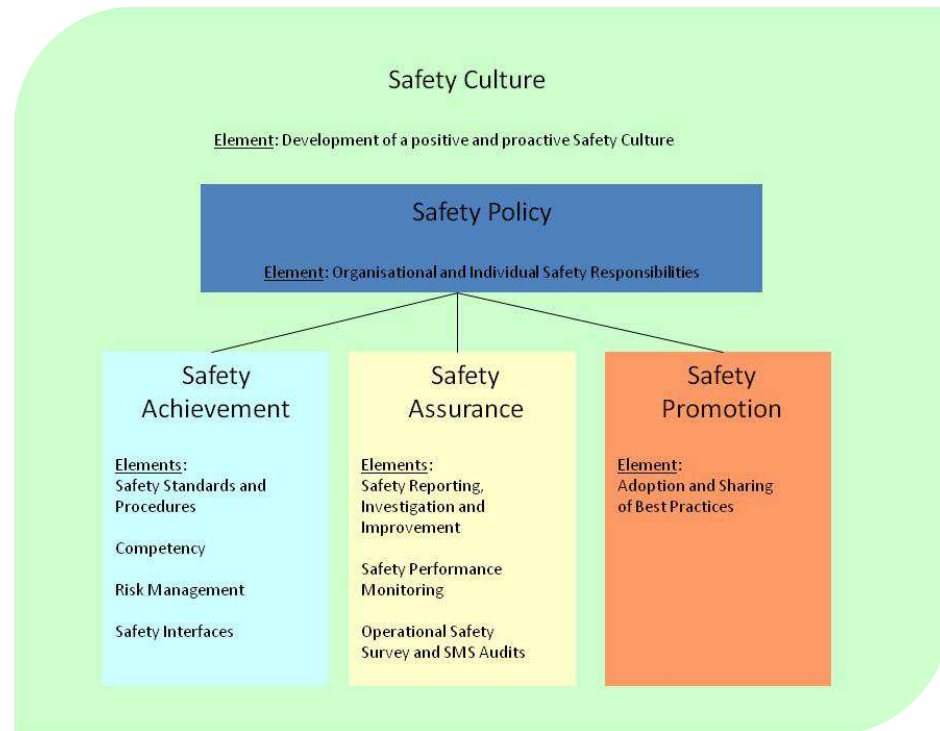 Safety Culture
Element: Development of a positive and proactive Safety Culture
Safety Policy
Element: Organisational and Individual Safety Responsibilities
Safety
Achievement
Elements:
Safety Standards and
Procedures
Competency
Risk Management
Safety Interfaces
Safety
Assurance
Elements:
Safety Reporting,
Investigation and
Improvement
Safety Performance
Monitoring
Operational Safety
Survey and SMS Audits
Safety
Promotion
Element:
Adoption and Sharing
of Best Practices